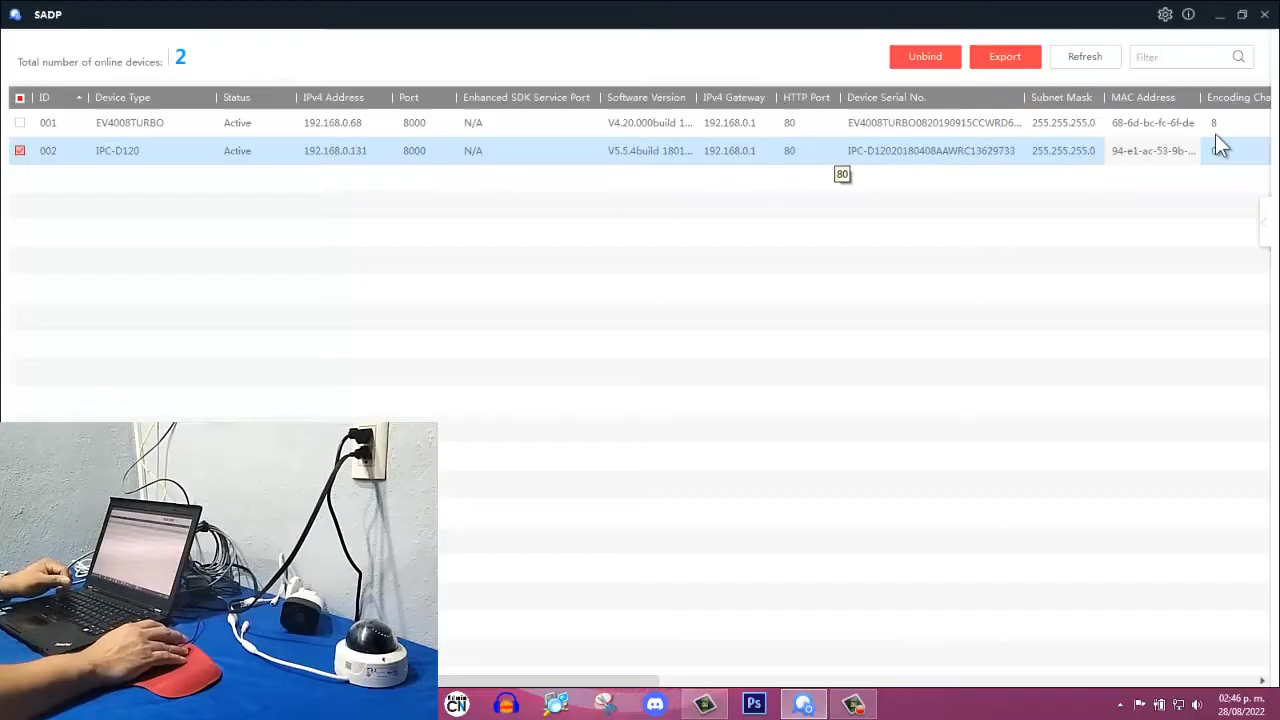 SADP
Total number of online devices: 2
Unbind
Export
Refresh
Filter
ID Device Type Status IPv4 Address Port Enhanced SDK Service Port Software Version IPv4 Gateway HTTP Port Device Serial No. Subnet Mask MAC Address Encoding Cha
001 EV4008TURBO Active 192.168.0.68 8000 N/A V4.20.000build 1... 192.168.0.1 80 EV4008TURBO0820190915CCWRD6... 255.255.255.0 68-6d-bc-fc-6f-de 8
002 IPC-D120 Active 192.168.0.131 8000 N/A V5.5.4build 1801... 192.168.0.1 80 IPC-D12020180408AAWRC13629733 255.255.255.0 94-e1-ac-53-9b-...
80
CN
Ps
02:46 p. m.
28/08/2022